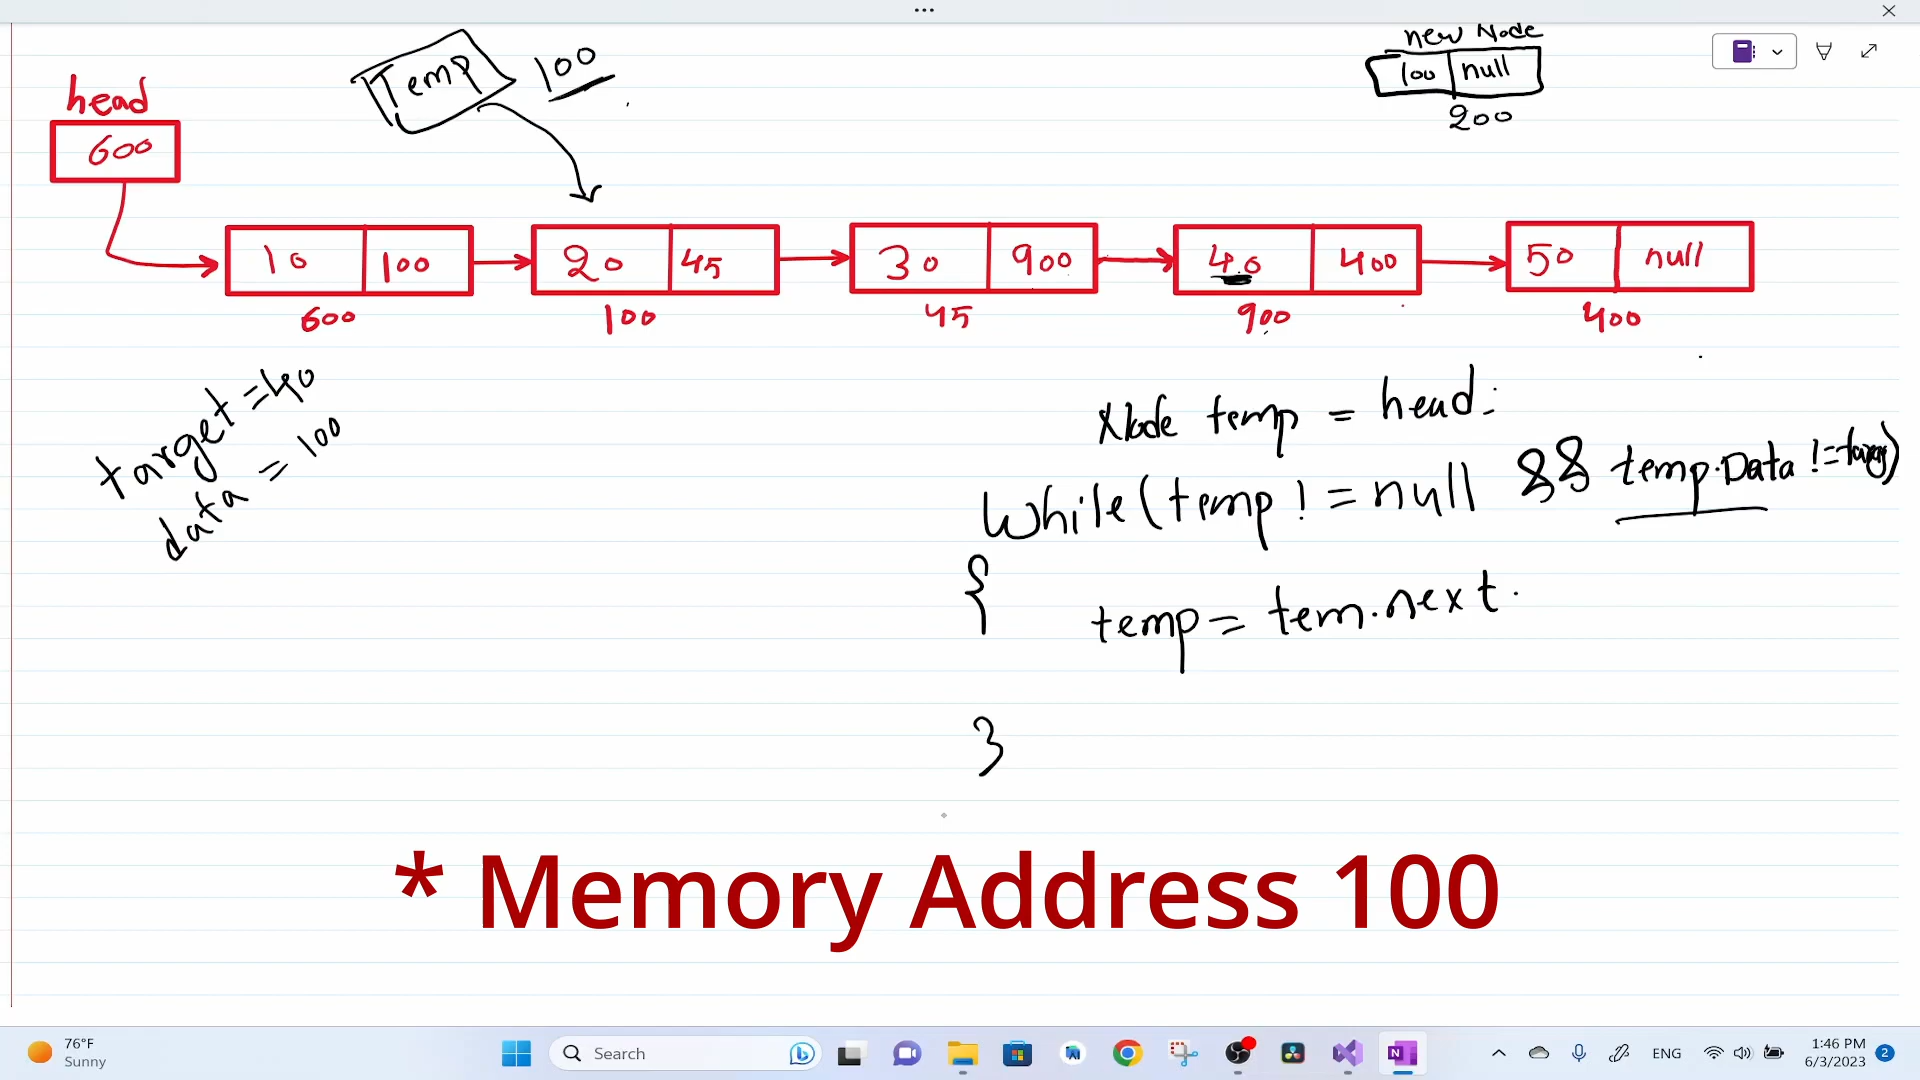 new Node
100 null
200
Temp 100
head
600
10 100
600
20 45
100
30 900
45
40 400
900
50 null
400
target=40
data = 100
Node temp = head;
While(temp != null && temp.Data !=
{
temp= tem.next.
}
* Memory Address 100
76°F
Sunny
Search
ENG
1:46 PM
6/3/2023
2